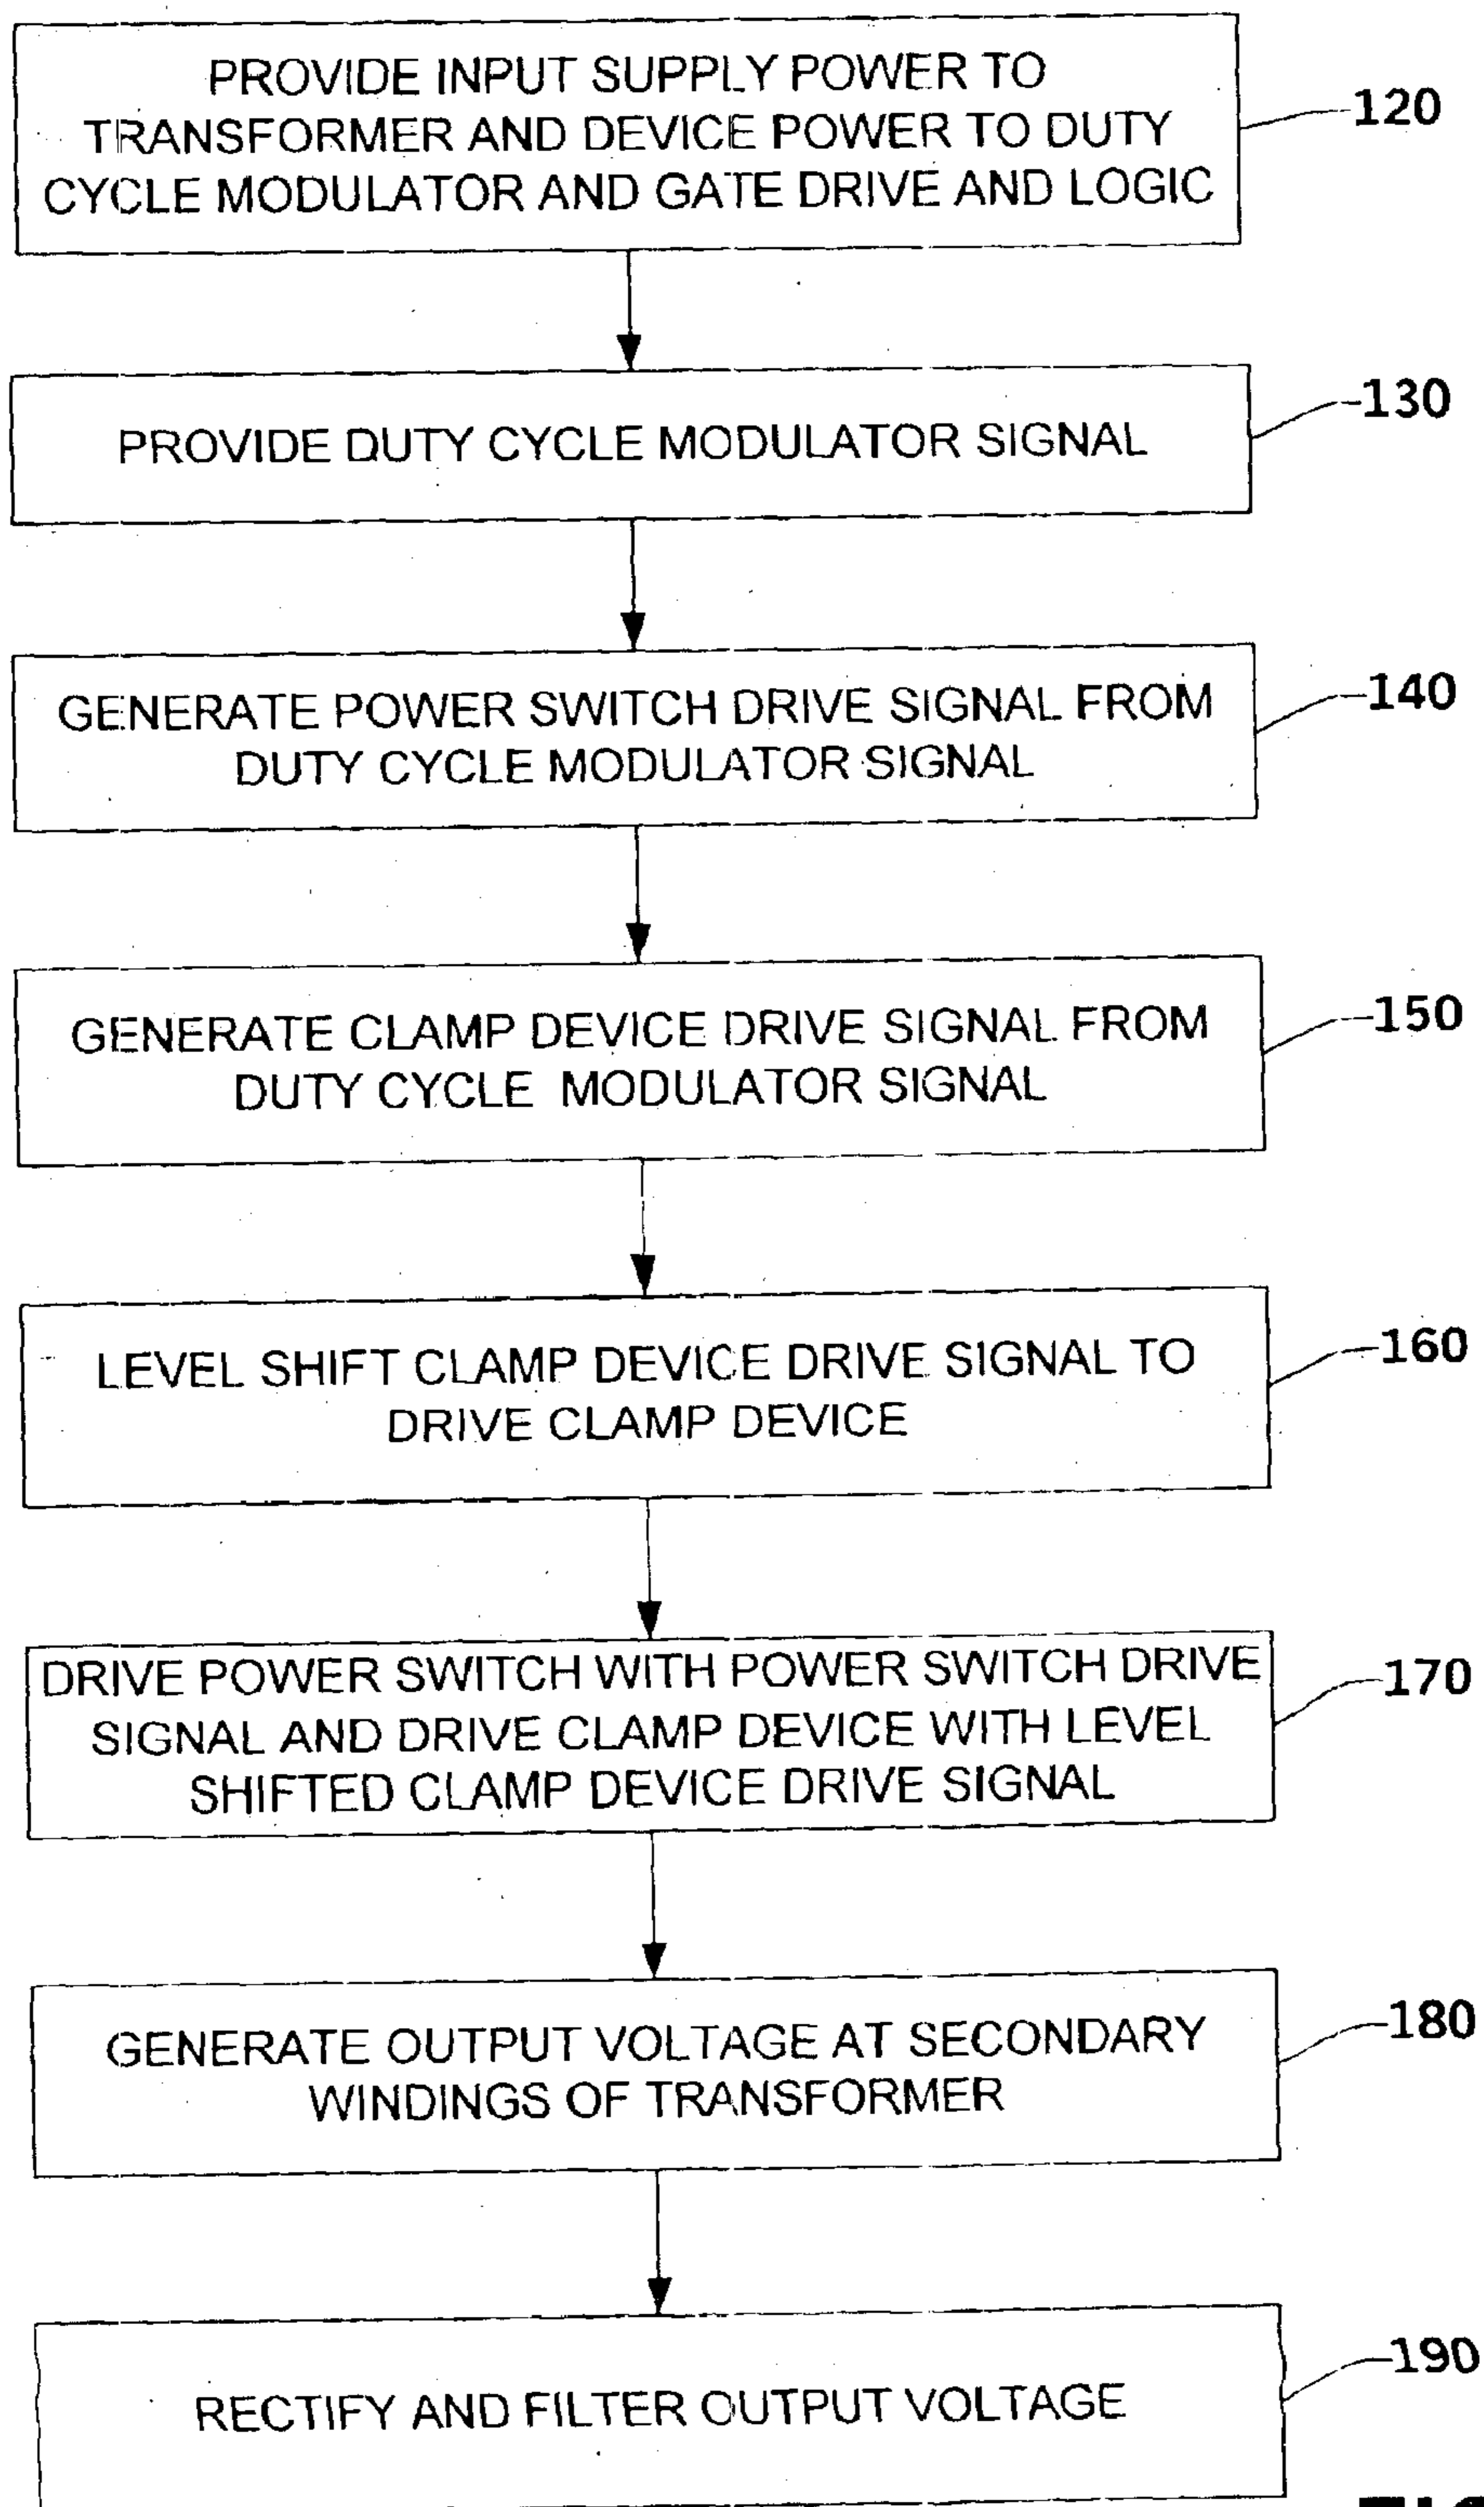 PROVIDE INPUT SUPPLY POWER TO
TRANSFORMER AND DEVICE POWER TO DUTY
CYCLE MODULATOR AND GATE DRIVE AND LOGIC
120
PROVIDE DUTY CYCLE MODULATOR SIGNAL
130
GENERATE POWER SWITCH DRIVE SIGNAL FROM
DUTY CYCLE MODULATOR SIGNAL
140
GENERATE CLAMP DEVICE DRIVE SIGNAL FROM
DUTY CYCLE MODULATOR SIGNAL
150
LEVEL SHIFT CLAMP DEVICE DRIVE SIGNAL TO
DRIVE CLAMP DEVICE
160
DRIVE POWER SWITCH WITH POWER SWITCH DRIVE
SIGNAL AND DRIVE CLAMP DEVICE WITH LEVEL
SHIFTED CLAMP DEVICE DRIVE SIGNAL
170
GENERATE OUTPUT VOLTAGE AT SECONDARY
WINDINGS OF TRANSFORMER
180
RECTIFY AND FILTER OUTPUT VOLTAGE
190